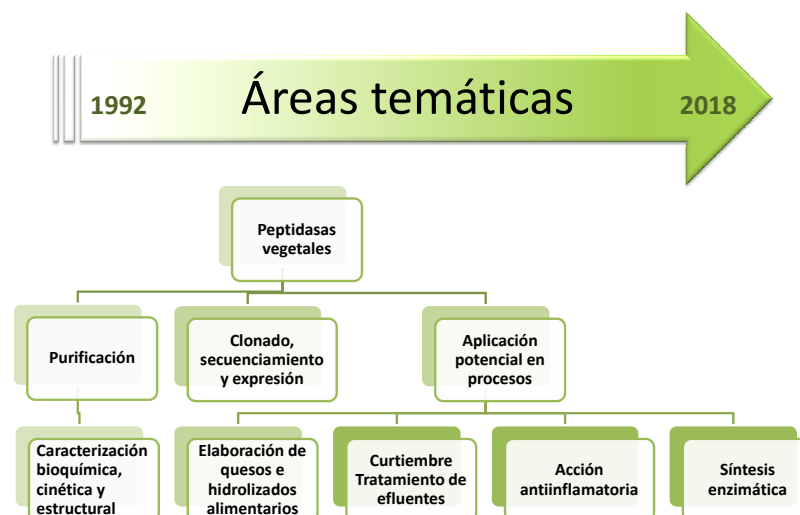 1992 Áreas temáticas 2018
Peptidasas
vegetales
Purificación
Clonado,
secuenciamiento
y expresión
Aplicación
potencial en
procesos
Caracterización
bioquímica,
cinética y
estructural
Elaboración de
quesos e
hidrolizados
alimentarios
Curtiembre
Tratamiento de
efluentes
Acción
antiinflamatoria
Síntesis
enzimática